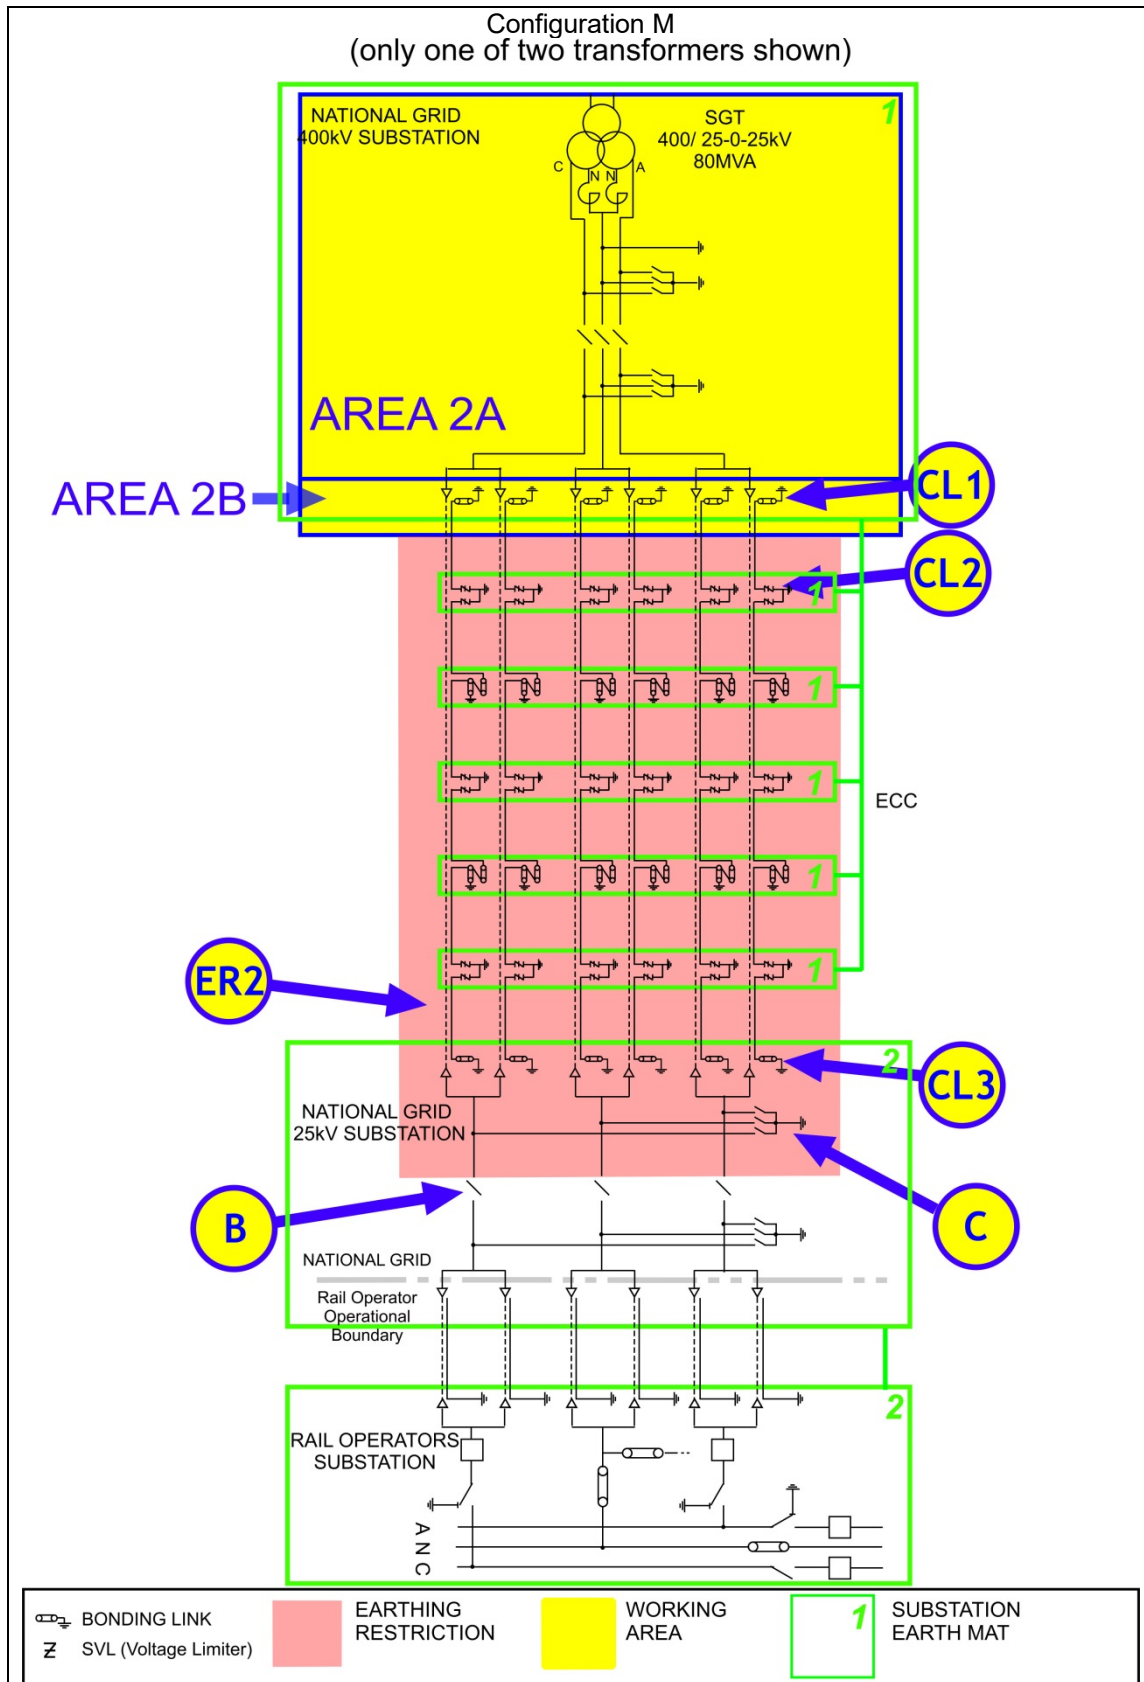 Configuration M
(only one of two transformers shown)
NATIONAL GRID
400kV SUBSTATION
SGT
400/ 25-0-25kV
80MVA
1
C
N N
A
AREA 2A
AREA 2B
CL1
CL2
1
1
1
ECC
1
1
ER2
2
CL3
NATIONAL GRID
25kV SUBSTATION
B
C
NATIONAL GRID
Rail Operator
Operational
Boundary
2
RAIL OPERATORS
SUBSTATION
A
N
C
BONDING LINK
SVL (Voltage Limiter)
EARTHING
RESTRICTION
WORKING
AREA
1
SUBSTATION
EARTH MAT